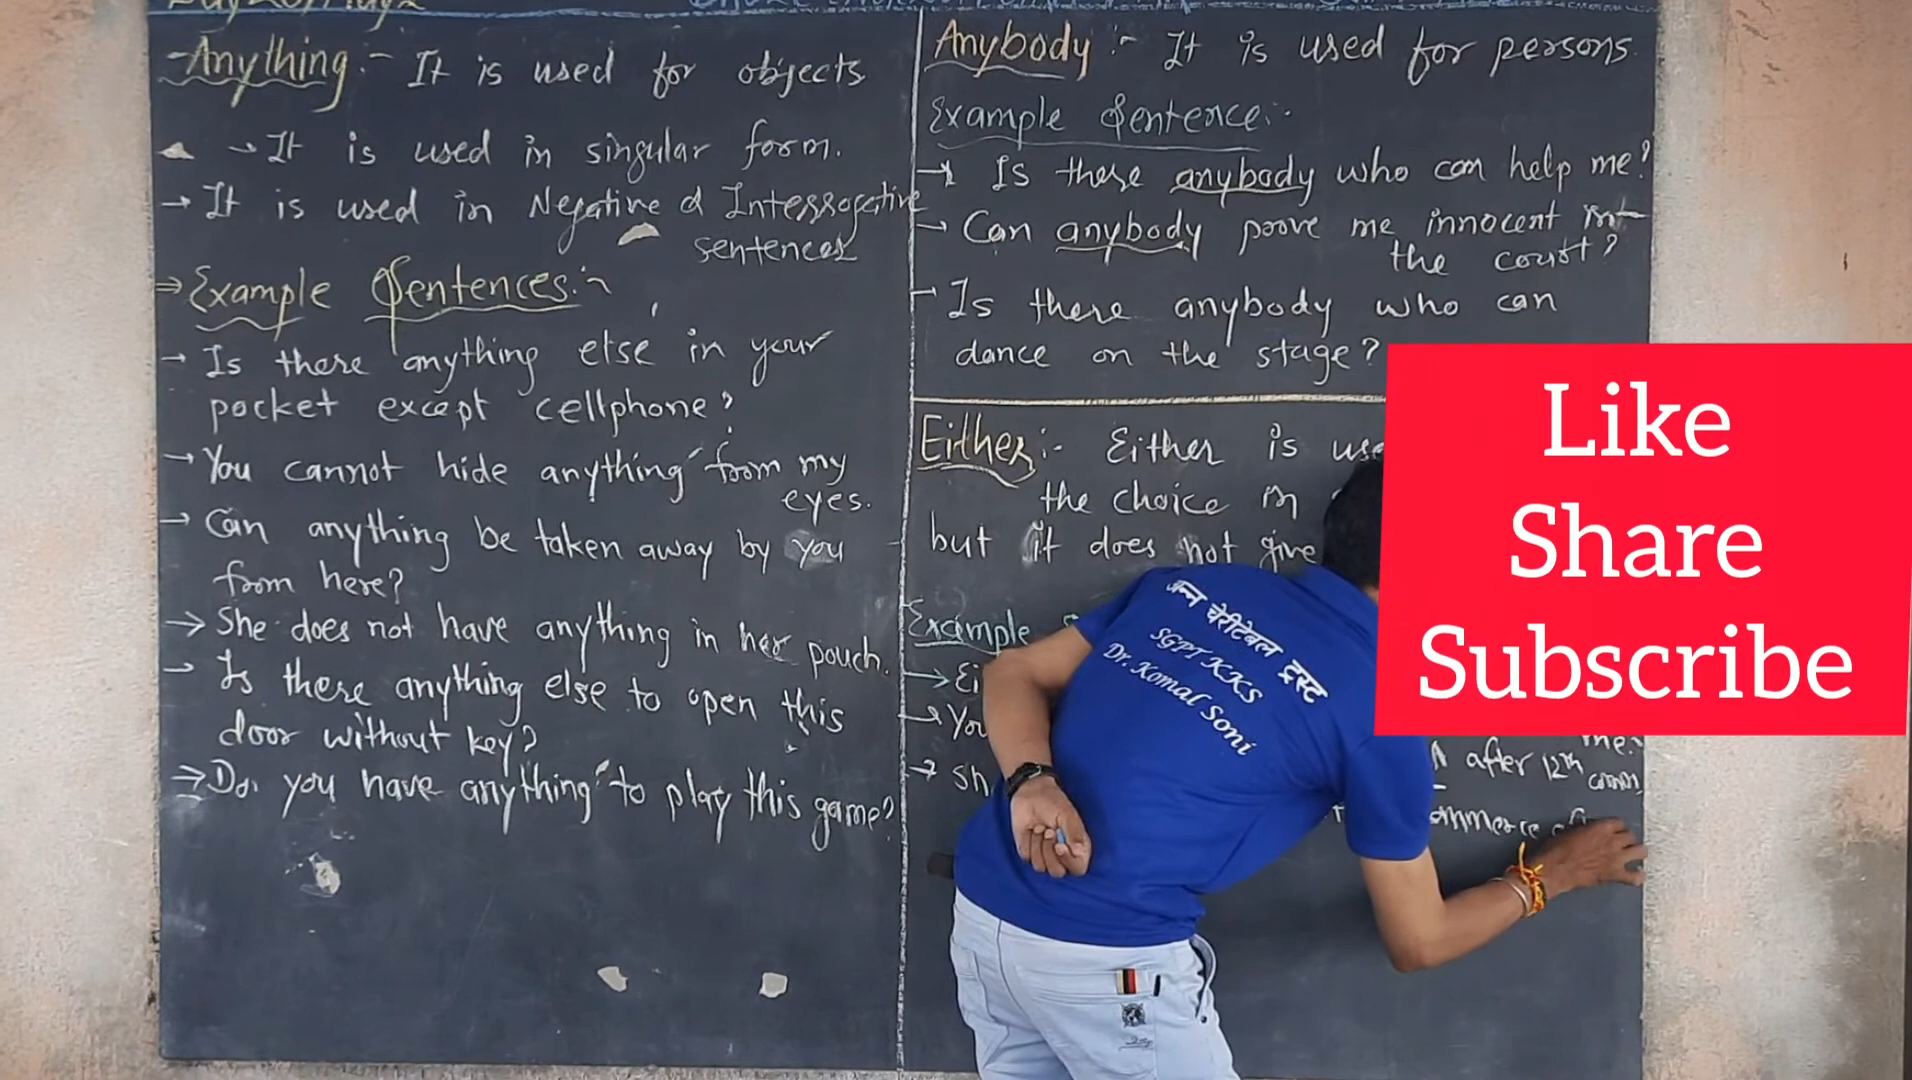 Anything :- It is used for objects
→ It is used in singular form.
→ It is used in Negative & Interrogative
sentences
⇒ Example Sentences :-
→ Is there anything else in your
pocket except cellphone?
→ You cannot hide anything from my
eyes.
→ Can anything be taken away by you
from here?
→ She does not have anything in her pouch.
→ Is there anything else to open this
door without key?
⇒ Do you have anything to play this game?
Anybody :- It is used for persons.
Example Sentence :-
→ Is there anybody who can help me?
→ Can anybody prove me innocent in
the court?
→ Is there anybody who can
dance on the stage?
Either :- Either is
the choice in
but it does not give
Example
→
→ You
→ Sh
me?
after 12th
commerce
चेरीटेबल ट्रस्ट
SGPT KKS
Dr. Komal Soni
Like
Share
Subscribe